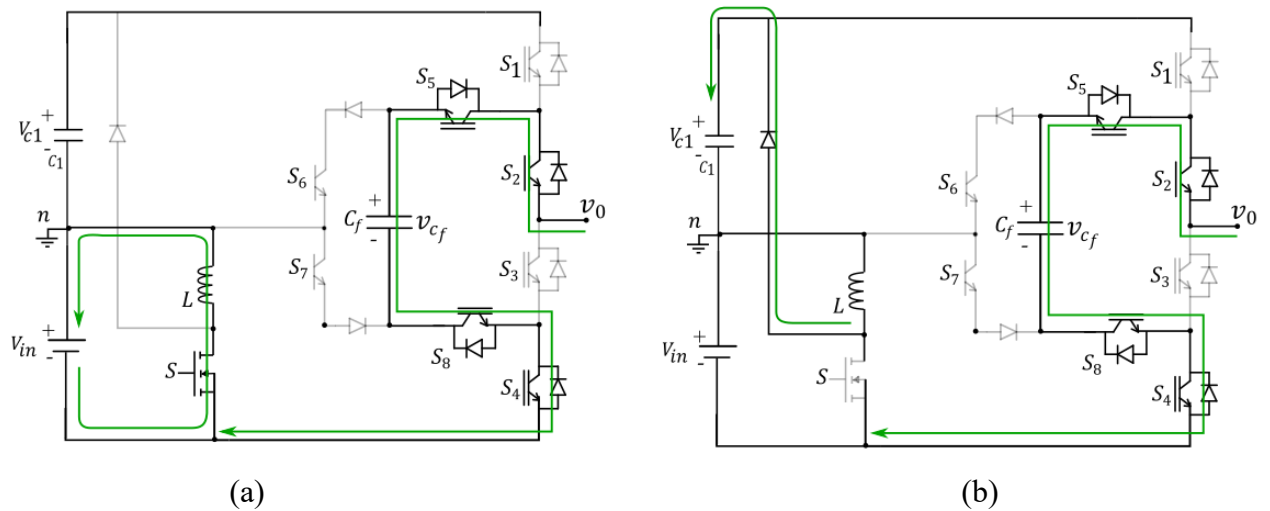 S1
S5
Vc1
+
-
C1
S6
S2
v0
n
+
Cf
-
vcf
S7
S3
L
Vin
+
-
S
S8
S4
(a)
S1
S5
Vc1
+
-
C1
S6
S2
v0
n
+
Cf
-
vcf
S7
S3
L
Vin
+
-
S
S8
S4
(b)